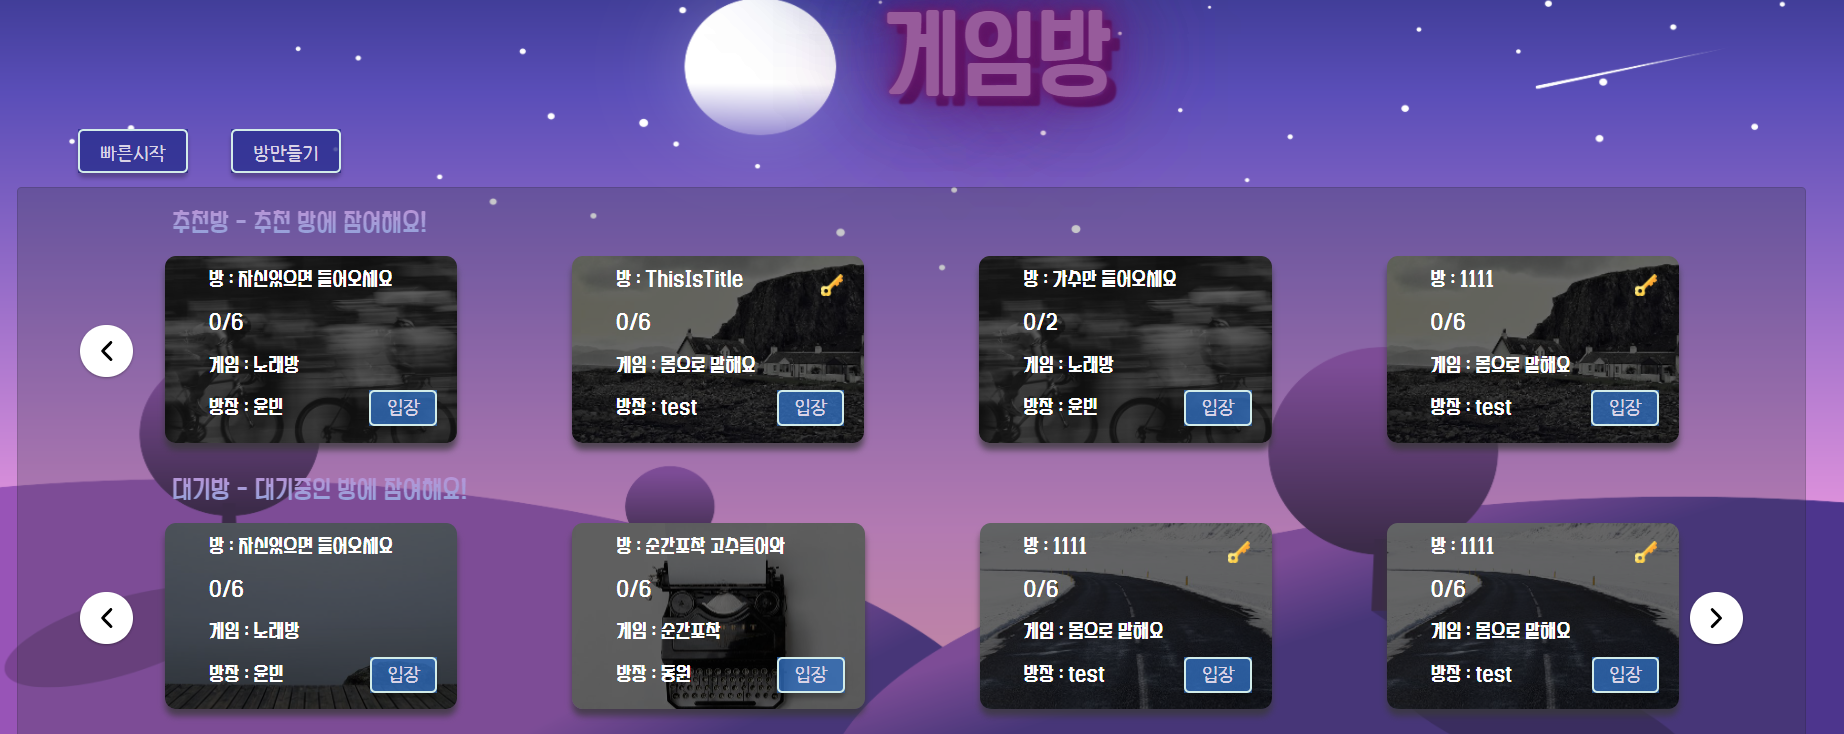 게임방
빠른시작 방만들기
추천방 - 추천 방에 참여해요!
방 : 자신있으면 들어오세요
0/6
게임 : 노래방
방장 : 윤빈 입장
방 : ThisIsTitle
0/6
게임 : 몸으로 말해요
방장 : test 입장
방 : 가수만 들어오세요
0/2
게임 : 노래방
방장 : 윤빈 입장
방 : 1111
0/6
게임 : 몸으로 말해요
방장 : test 입장
대기방 - 대기중인 방에 참여해요!
방 : 자신있으면 들어오세요
0/6
게임 : 노래방
방장 : 윤빈 입장
방 : 순간포착 고수들어와
0/6
게임 : 순간포착
방장 : 동원 입장
방 : 1111
0/6
게임 : 몸으로 말해요
방장 : test 입장
방 : 1111
0/6
게임 : 몸으로 말해요
방장 : test 입장